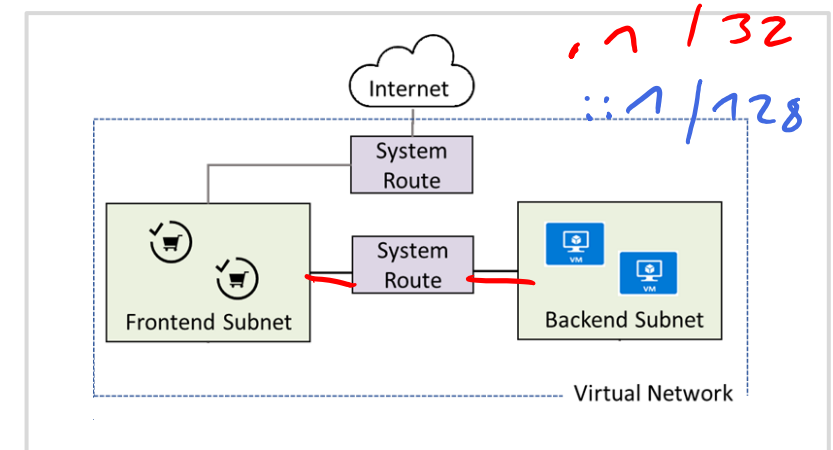 .1 /32
Internet
::1/128
System
Route
System
Route
VM
VM
Frontend Subnet
Backend Subnet
Virtual Network